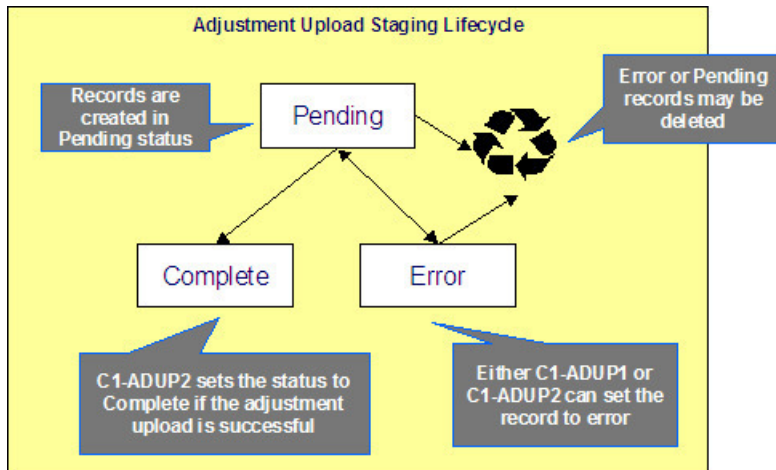 Adjustment Upload Staging Lifecycle
Records are
created in
Pending status
Pending
Error or Pending
records may be
deleted
Complete
Error
C1-ADUP2 sets the status to
Complete if the adjustment
upload is successful
Either C1-ADUP1 or
C1-ADUP2 can set the
record to error